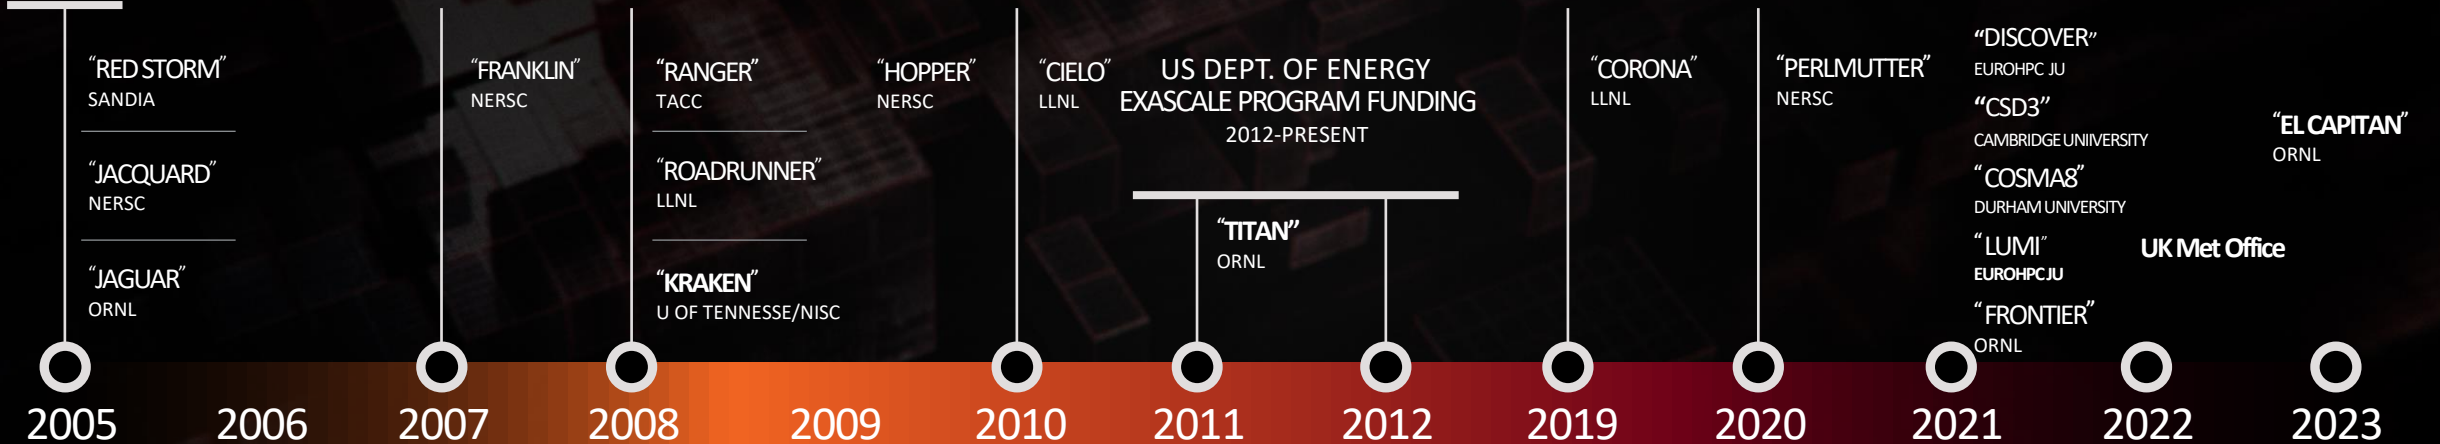 “RED STORM”
SANDIA
“JACQUARD”
NERSC
“JAGUAR”
ORNL
“FRANKLIN”
NERSC
“RANGER”
TACC
“ROADRUNNER”
LLNL
“KRAKEN”
U OF TENNESSE/NISC
“HOPPER”
NERSC
“CIELO”
LLNL
US DEPT. OF ENERGY
EXASCALE PROGRAM FUNDING
2012-PRESENT
“TITAN”
ORNL
“CORONA”
LLNL
“PERLMUTTER”
NERSC
“DISCOVER”
EUROHPC JU
“CSD3”
CAMBRIDGE UNIIVERSITY
“COSMA8”
DURHAM UNIVERSITY
“LUMI”
EUROHPC JU
“FRONTIER”
ORNL
UK Met Office
“EL CAPITAN”
ORNL
2005 2006 2007 2008 2009 2010 2011 2012 2019 2020 2021 2022 2023